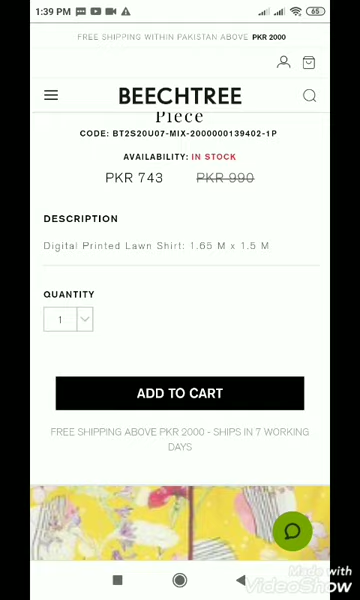 1:39 PM
65
FREE SHIPPING WITHIN PAKISTAN ABOVE PKR 2000
BEECHTREE
Piece
CODE: BT2S20U07-MIX-2000000139402-1P
AVAILABILITY: IN STOCK
PKR 743 PKR 990
DESCRIPTION
Digital Printed Lawn Shirt: 1.65 M x 1.5 M
QUANTITY
1
ADD TO CART
FREE SHIPPING ABOVE PKR 2000 - SHIPS IN 7 WORKING
DAYS
Made with
VideoShow